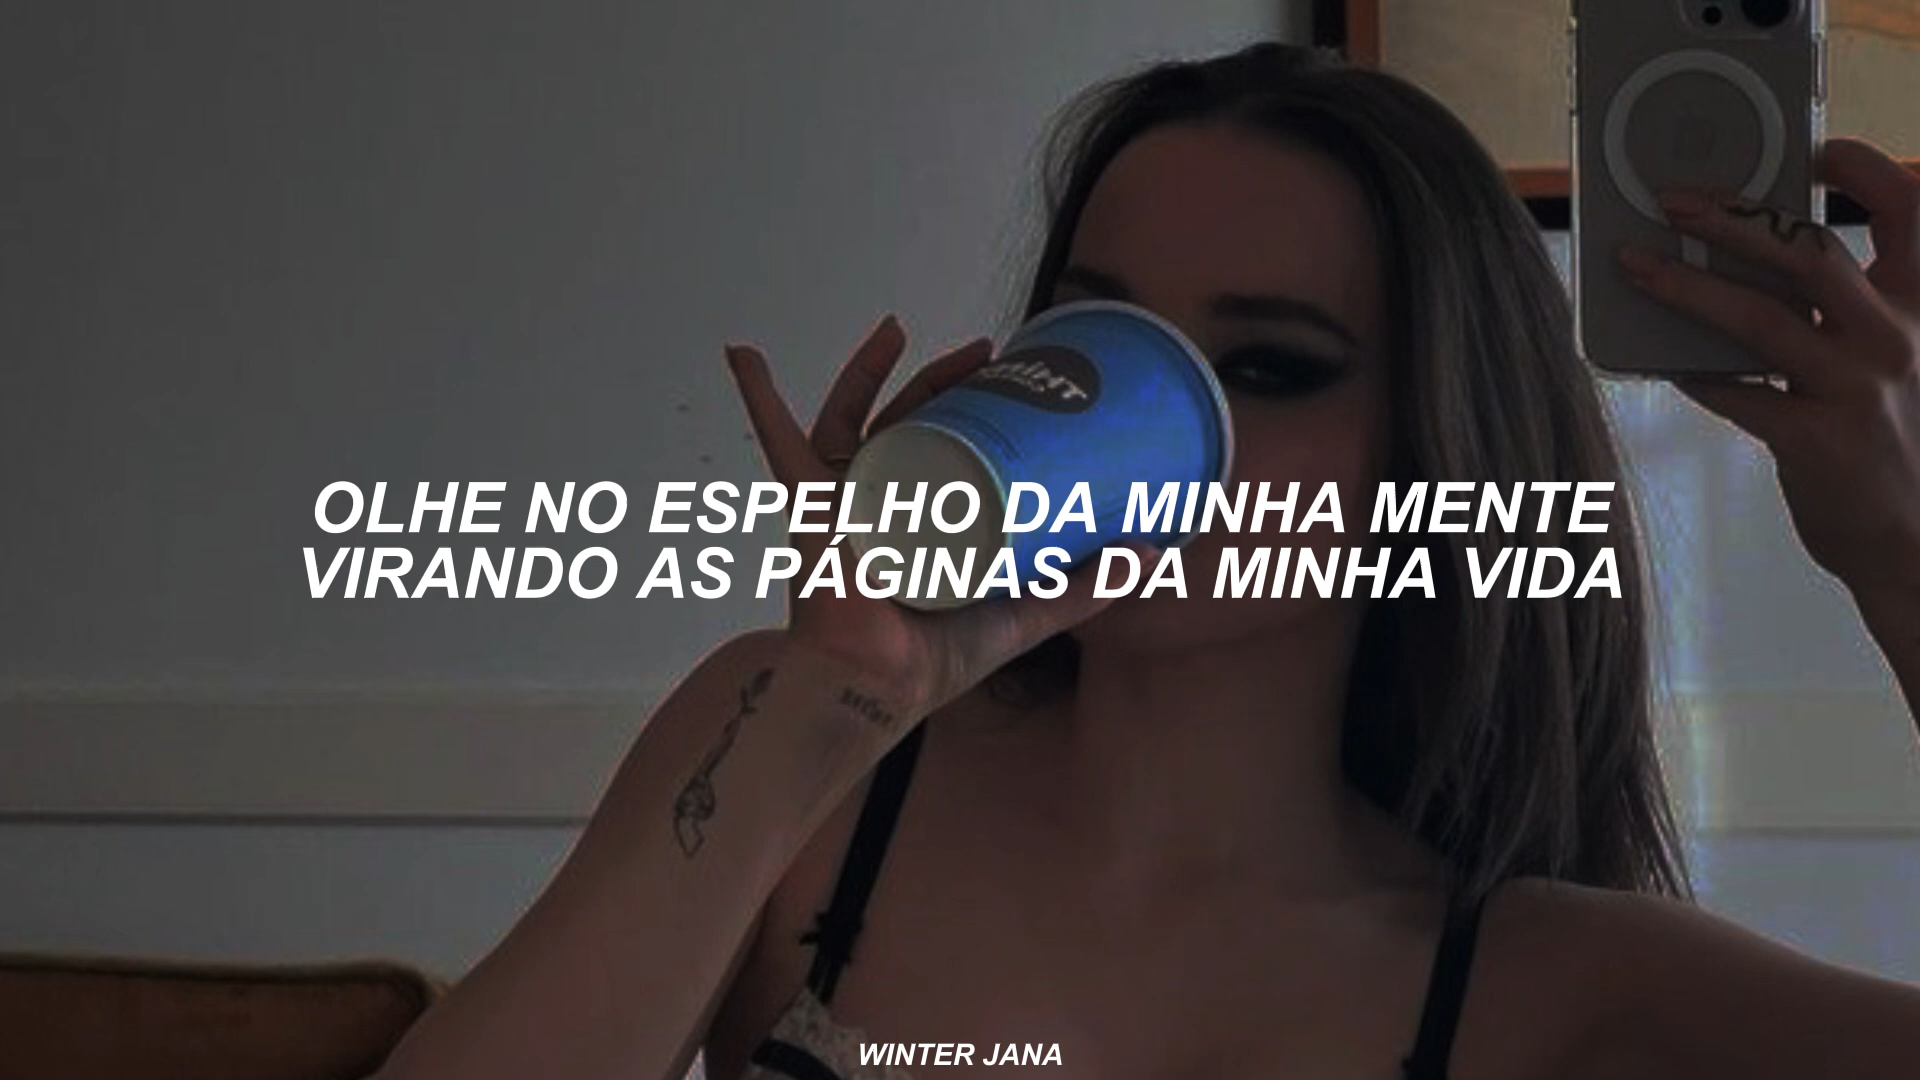 OLHE NO ESPELHO DA MINHA MENTE
VIRANDO AS PÁGINAS DA MINHA VIDA
WINTER JANA